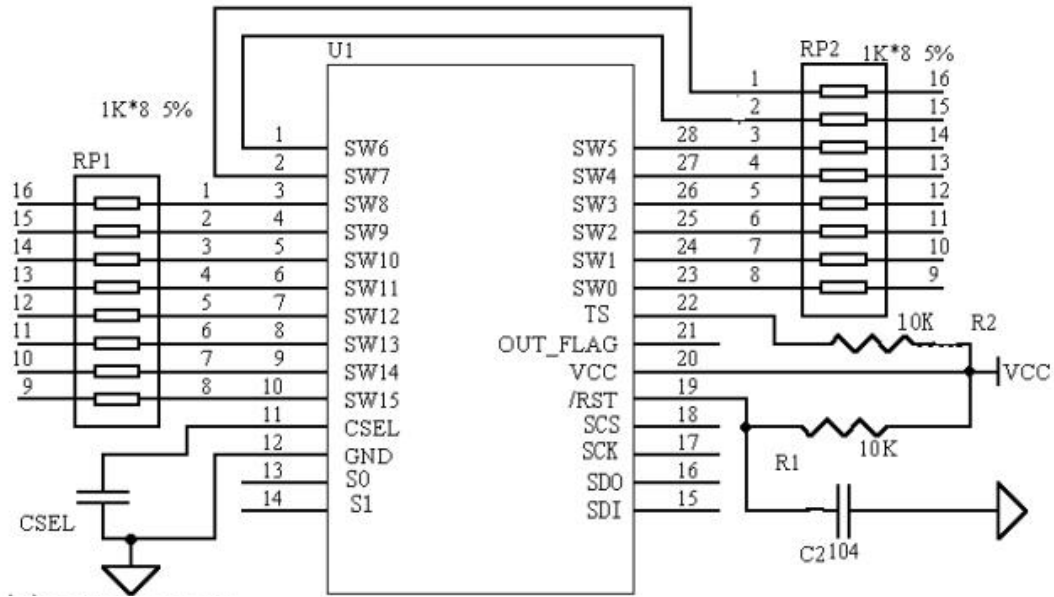 U1
RP2
1K*8 5%
1 16
2 15
1K*8 5%
1 SW6 SW5 28 3 14
RP1
2 SW7 SW4 27 4 13
16 1 3 SW8 SW3 26 5 12
15 2 4 SW9 SW2 25 6 11
14 3 5 SW10 SW1 24 7 10
13 4 6 SW11 SW0 23 8 9
12 5 7 SW12 TS 22
10K R2
11 6 8 SW13 OUT_FLAG 21
10 7 9 SW14 VCC 20 VCC
9 8 10 SW15 /RST 19
11 CSEL SCS 18
12 GND SCK 17
R1 10K
13 S0 SDO 16
14 S1 SDI 15
CSEL
C2 104